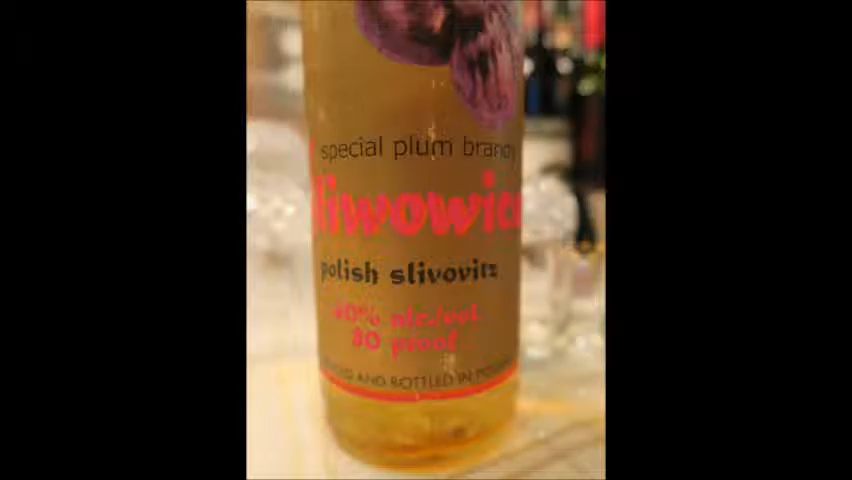 special plum brandy
liwowic
polish slivovitz
40% alc./vol.
80 proof
AND BOTTLED IN